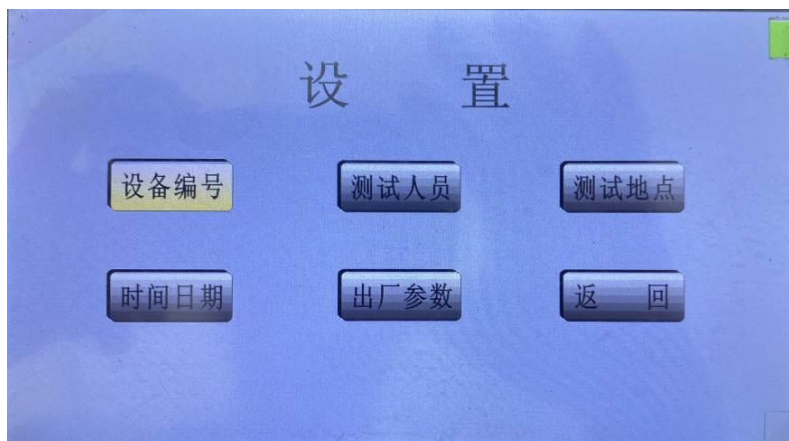 设 置
设备编号 测试人员 测试地点
时间日期 出厂参数 返 回